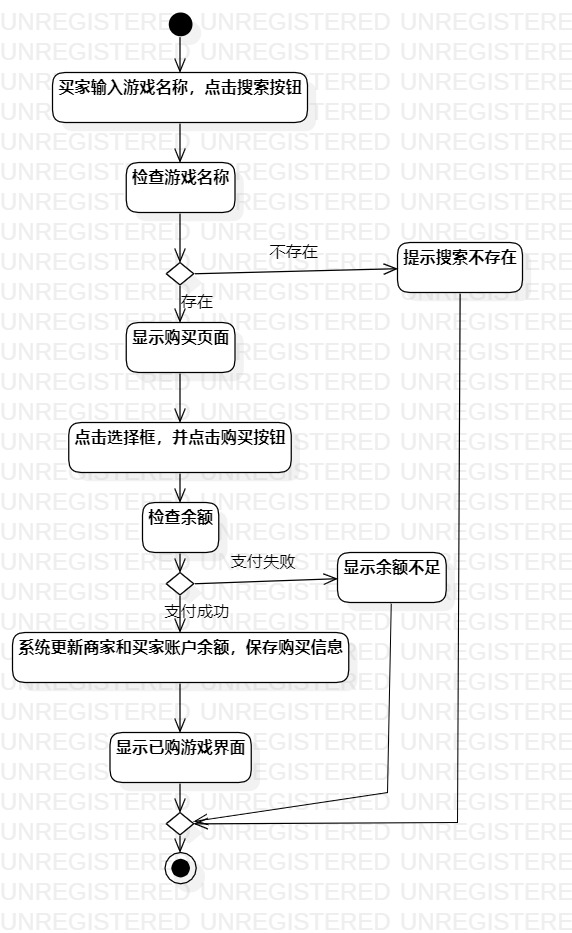 买家输入游戏名称，点击搜索按钮
检查游戏名称
不存在
提示搜索不存在
存在
显示购买页面
点击选择框，并点击购买按钮
检查余额
支付失败
显示余额不足
支付成功
系统更新商家和买家账户余额，保存购买信息
显示已购游戏界面
UNREGISTERED